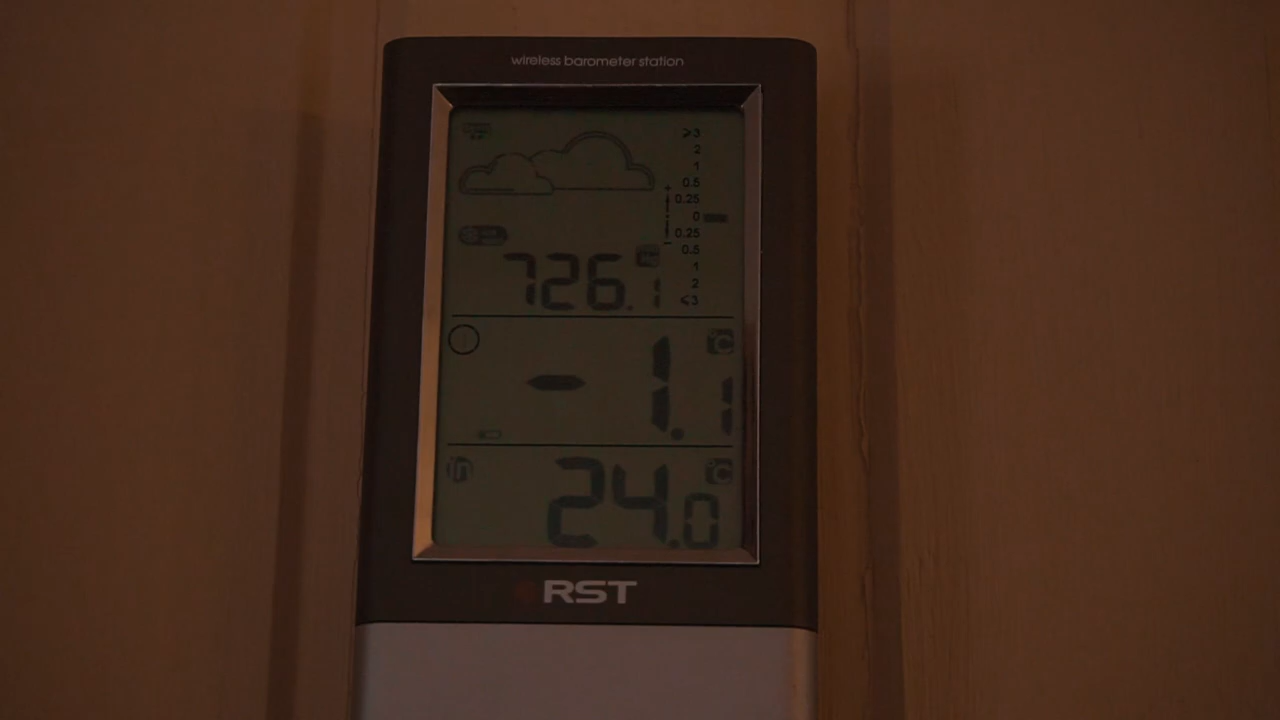 wireless barometer station
≥3
2
1
0.5
0.25
0
0.25
0.5
1
2
≤3
726.1
°C
-1.1
in
°C
24.0
RST